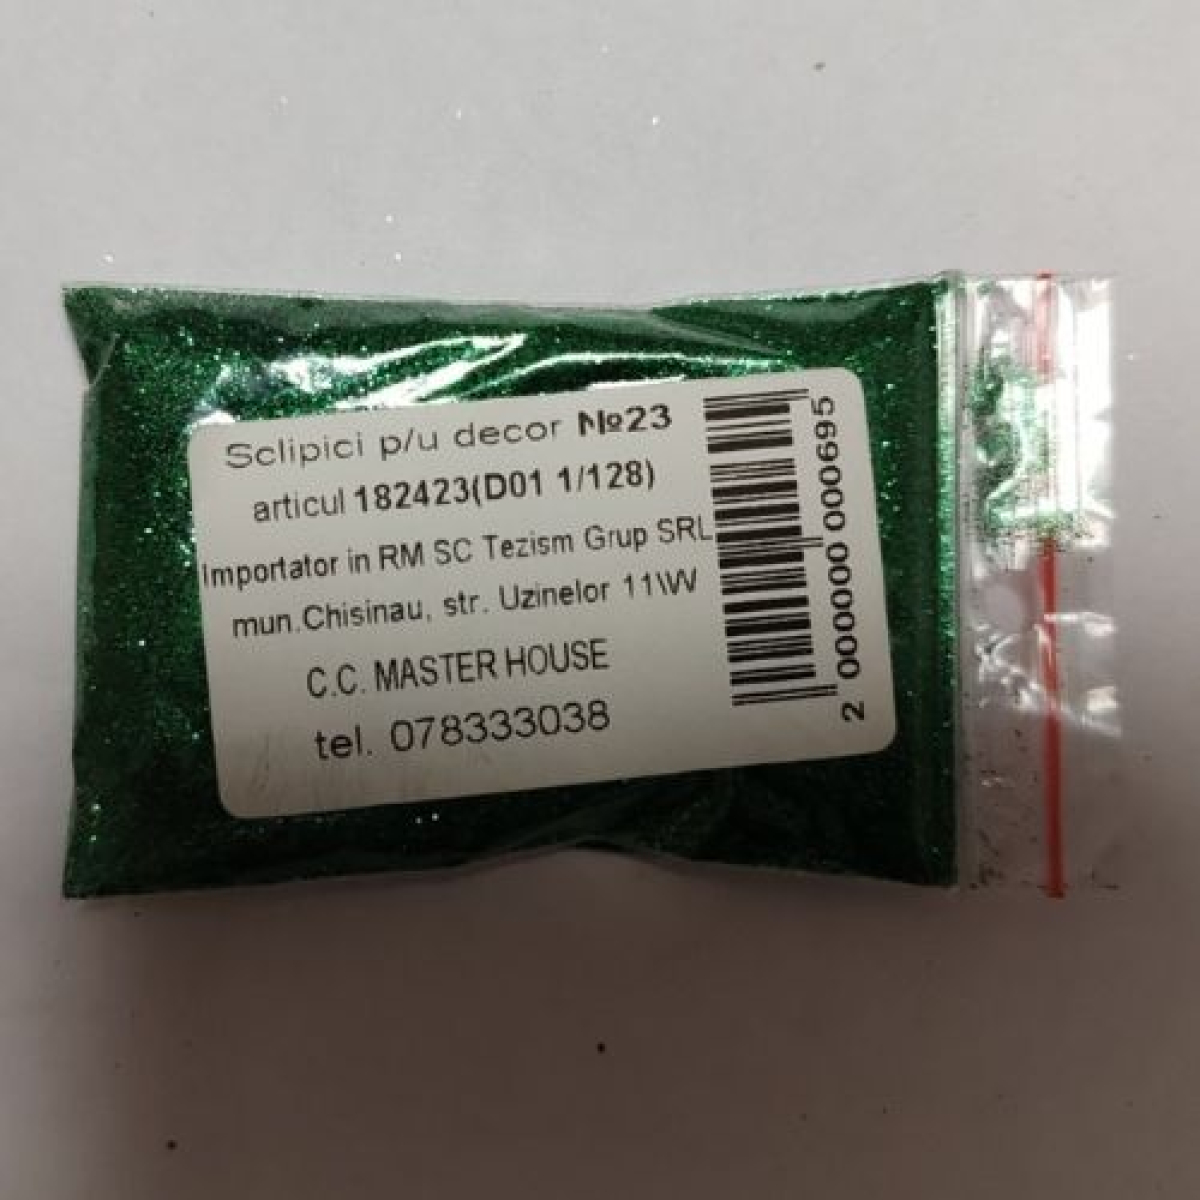 Sclipici p/u decor №23
articul 182423(D01 1/128)
Importator in RM SC Tezism Grup SRL
mun.Chisinau, str. Uzinelor 11\W
C.C. MASTER HOUSE
tel. 078333038
2 000000 000695